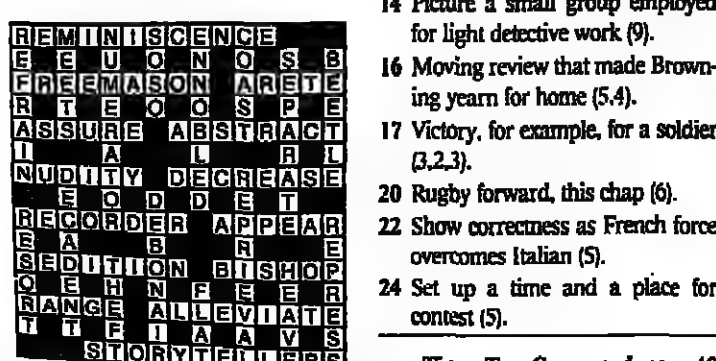 REMINISCENCE
E E U O N O S B
FREEMASON ARETE
R T E O O S P E
ASSURE ABSTRACT
I A L R L
NUDITY DECREASE
E O D D E T
RECORDER APPEAR
E A B R E
SEDITION BISHOP
O E H N F E E R
RANGE ALLEVIATE
T T F I A A V S
STORYTELLERS
14 Picture a small group employed
for light detective work (9).
16 Moving review that made Brown-
ing yearn for home (5,4).
17 Victory, for example, for a soldier
(3,2,3).
20 Rugby forward, this chap (6).
22 Show correctness as French force
overcomes Italian (5).
24 Set up a time and a place for
contest (5).